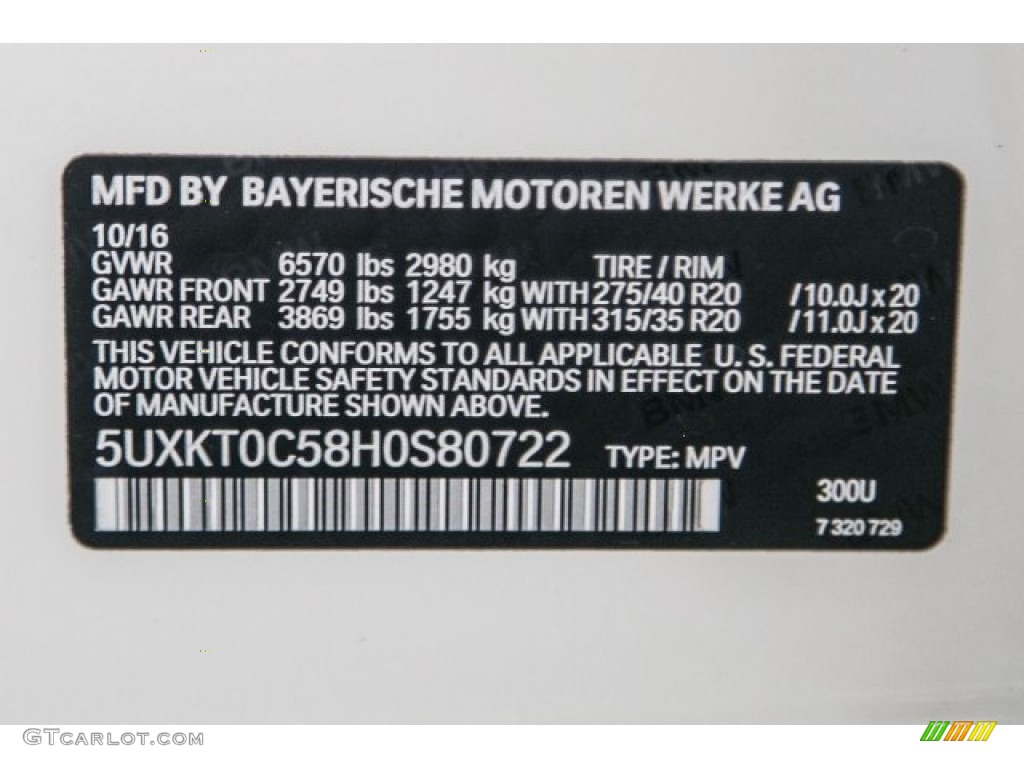 MFD BY BAYERISCHE MOTOREN WERKE AG
10/16
GVWR 6570 lbs 2980 kg TIRE / RIM
GAWR FRONT 2749 lbs 1247 kg WITH 275/40 R20 /10.0J x 20
GAWR REAR 3869 lbs 1755 kg WITH 315/35 R20 /11.0J x 20
THIS VEHICLE CONFORMS TO ALL APPLICABLE U. S. FEDERAL
MOTOR VEHICLE SAFETY STANDARDS IN EFFECT ON THE DATE
OF MANUFACTURE SHOWN ABOVE.
5UXKT0C58H0S80722 TYPE: MPV
300U
7 320 729
GTCARLOT.COM